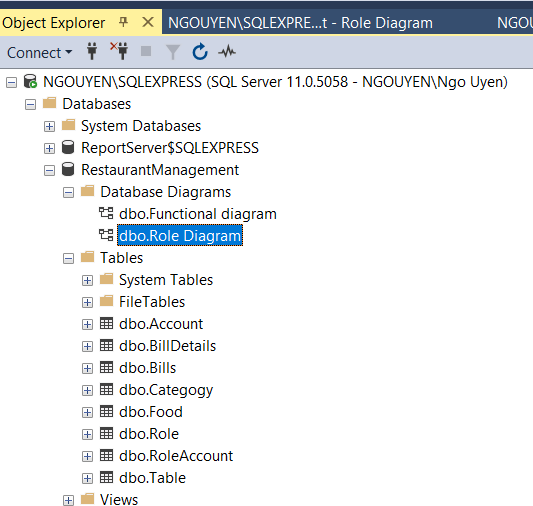 Object Explorer NGOUYEN\SQLEXPRE...t - Role Diagram NGOU
Connect
NGOUYEN\SQLEXPRESS (SQL Server 11.0.5058 - NGOUYEN\Ngo Uyen)
Databases
System Databases
ReportServer$SQLEXPRESS
RestaurantManagement
Database Diagrams
dbo.Functional diagram
dbo.Role Diagram
Tables
System Tables
FileTables
dbo.Account
dbo.BillDetails
dbo.Bills
dbo.Categogy
dbo.Food
dbo.Role
dbo.RoleAccount
dbo.Table
Views